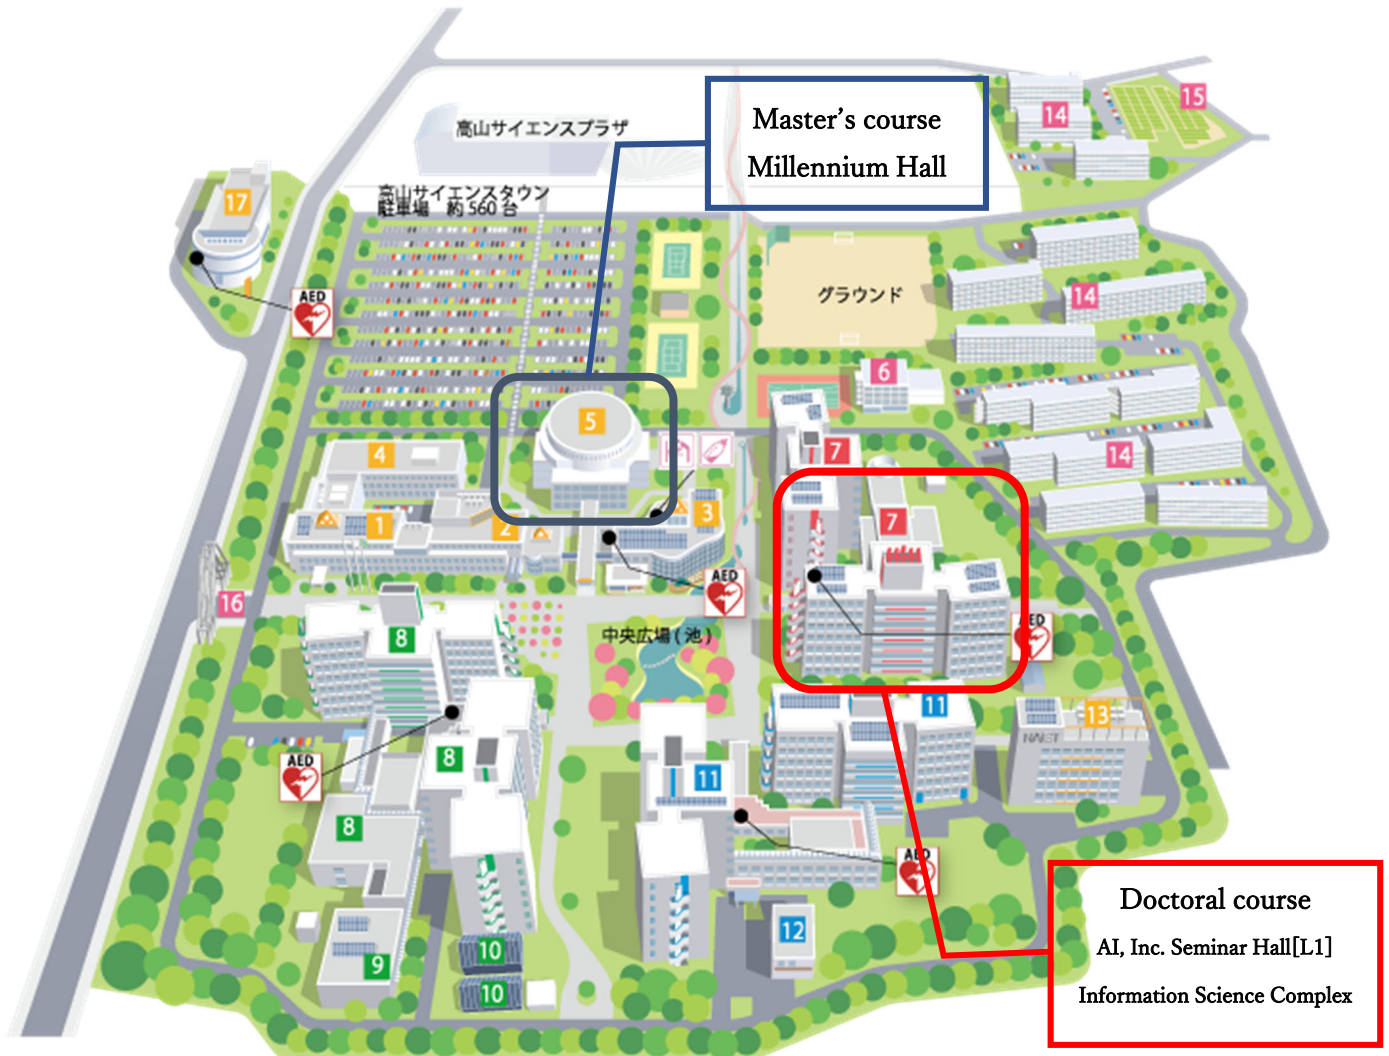 高山サイエンスプラザ
Master's course
Millennium Hall
14
15
17
高山サイエンスタウン
駐車場 約560台
AED
グラウンド
14
6
5
4
7
14
1
2
3
7
AED
16
8
中央広場(池)
AED
11
13
NAIST
8
AED
11
8
AED
12
9
10
10
Doctoral course
AI, Inc. Seminar Hall[L1]
Information Science Complex